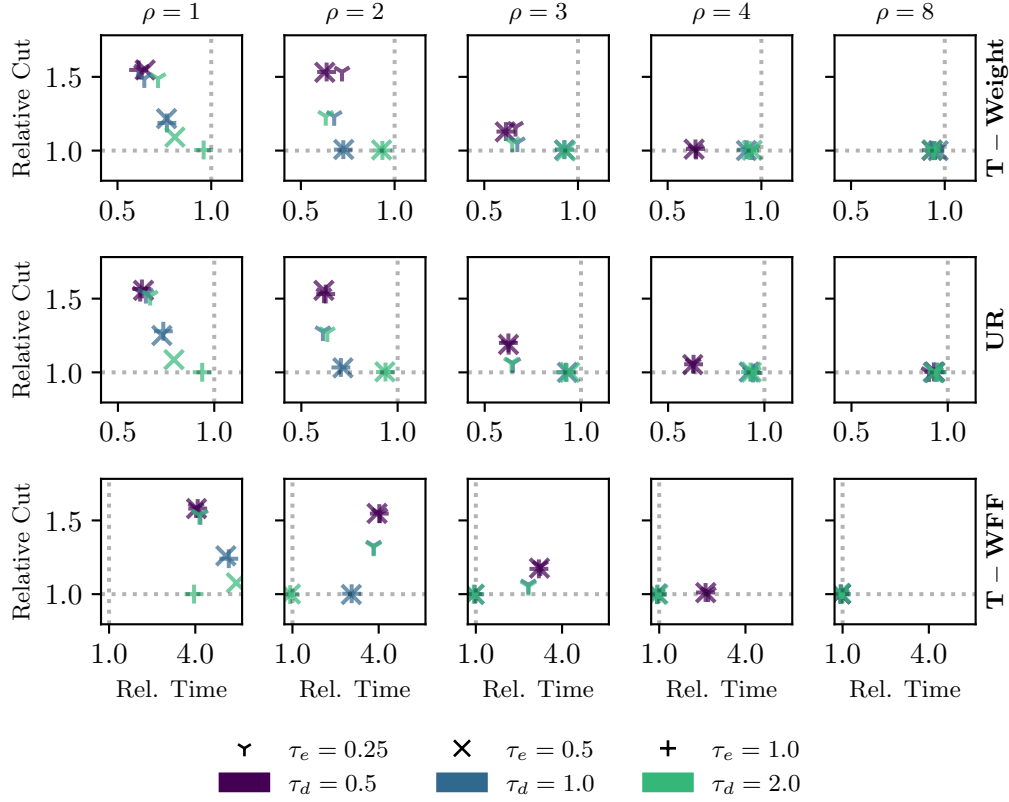 ρ = 1 ρ = 2 ρ = 3 ρ = 4 ρ = 8
Relative Cut
1.5
1.0
0.5 1.0 0.5 1.0 0.5 1.0 0.5 1.0 0.5 1.0
T − Weight
Relative Cut
1.5
1.0
0.5 1.0 0.5 1.0 0.5 1.0 0.5 1.0 0.5 1.0
UR
Relative Cut
1.5
1.0
1.0 4.0 1.0 4.0 1.0 4.0 1.0 4.0 1.0 4.0
T − WFF
Rel. Time Rel. Time Rel. Time Rel. Time Rel. Time
τe = 0.25 τe = 0.5 τe = 1.0
τd = 0.5 τd = 1.0 τd = 2.0